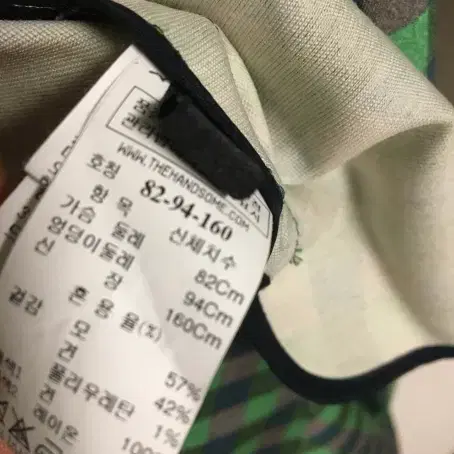 WWW.THEHANDSOME.COM
호칭 82-94-160
항목 신체치수
가슴둘레 82Cm
엉덩이둘레 94Cm
신장 160Cm
겉감 혼용율(%)
모 57%
견 42%
폴리우레탄 1%
레이온 100